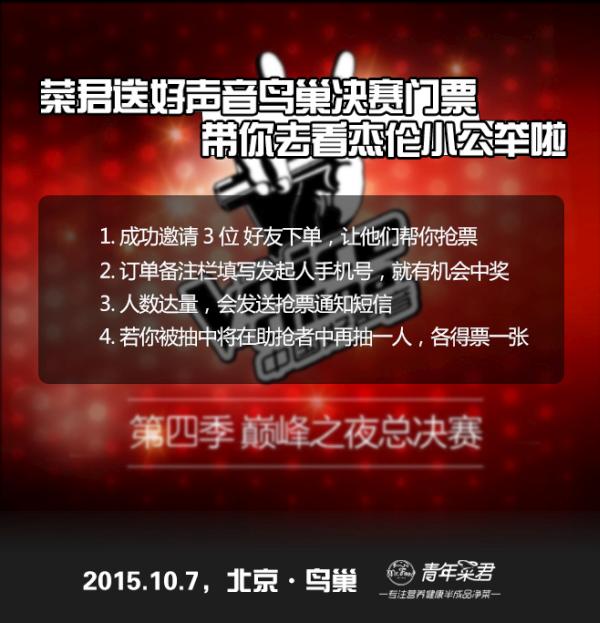 菜君送好声音鸟巢决赛门票
带你去看杰伦小公举啦
1. 成功邀请 3 位 好友下单，让他们帮你抢票
2. 订单备注栏填写发起人手机号，就有机会中奖
3. 人数达量，会发送抢票通知短信
4. 若你被抽中将在助抢者中再抽一人，各得票一张
第四季 巅峰之夜总决赛
2015.10.7，北京·鸟巢
青年菜君
专注营养健康半成品净菜